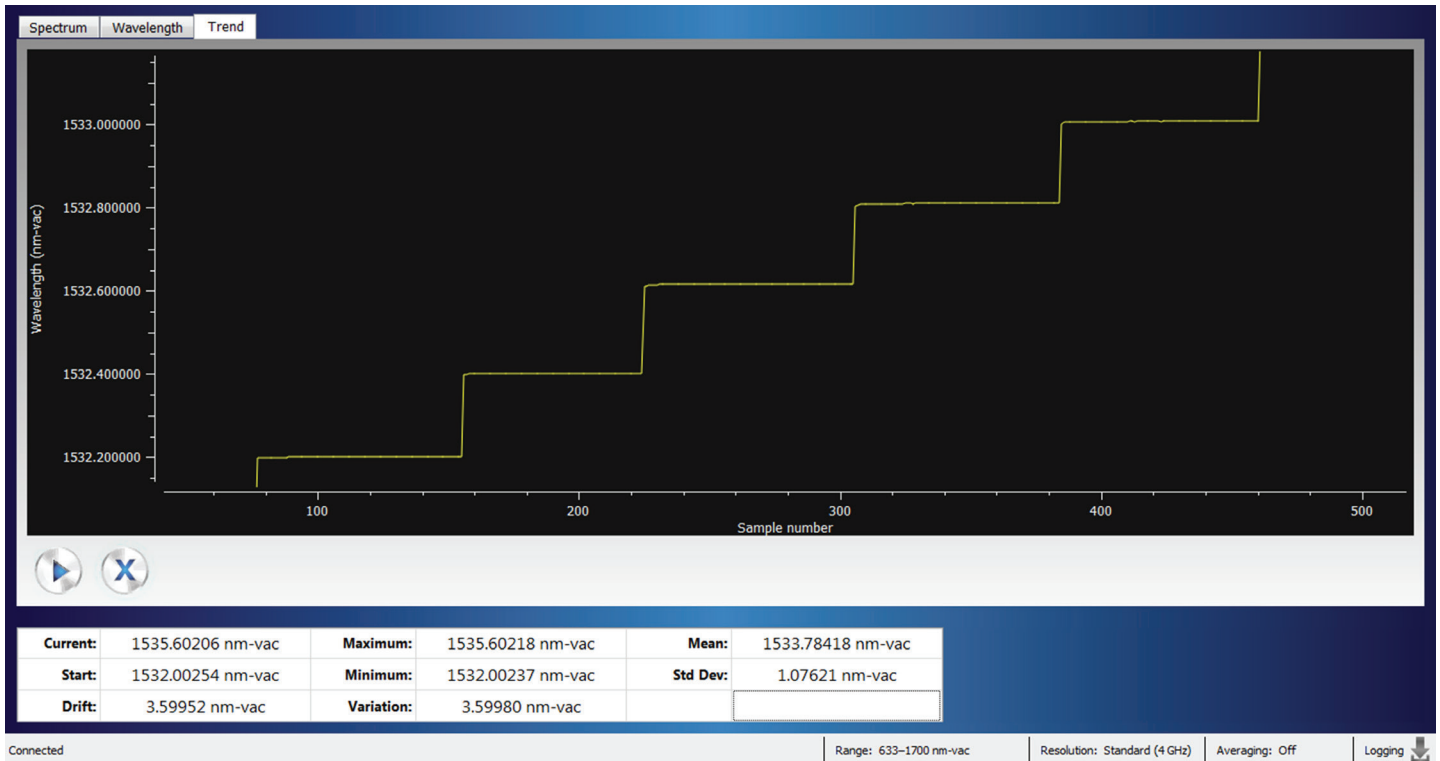 Spectrum Wavelength Trend
1533.000000
1532.800000
1532.600000
1532.400000
1532.200000
Wavelength (nm-vac)
100 200 300 400 500
Sample number
X
Current: 1535.60206 nm-vac Maximum: 1535.60218 nm-vac Mean: 1533.78418 nm-vac
Start: 1532.00254 nm-vac Minimum: 1532.00237 nm-vac Std Dev: 1.07621 nm-vac
Drift: 3.59952 nm-vac Variation: 3.59980 nm-vac
Connected Range: 633–1700 nm-vac Resolution: Standard (4 GHz) Averaging: Off Logging